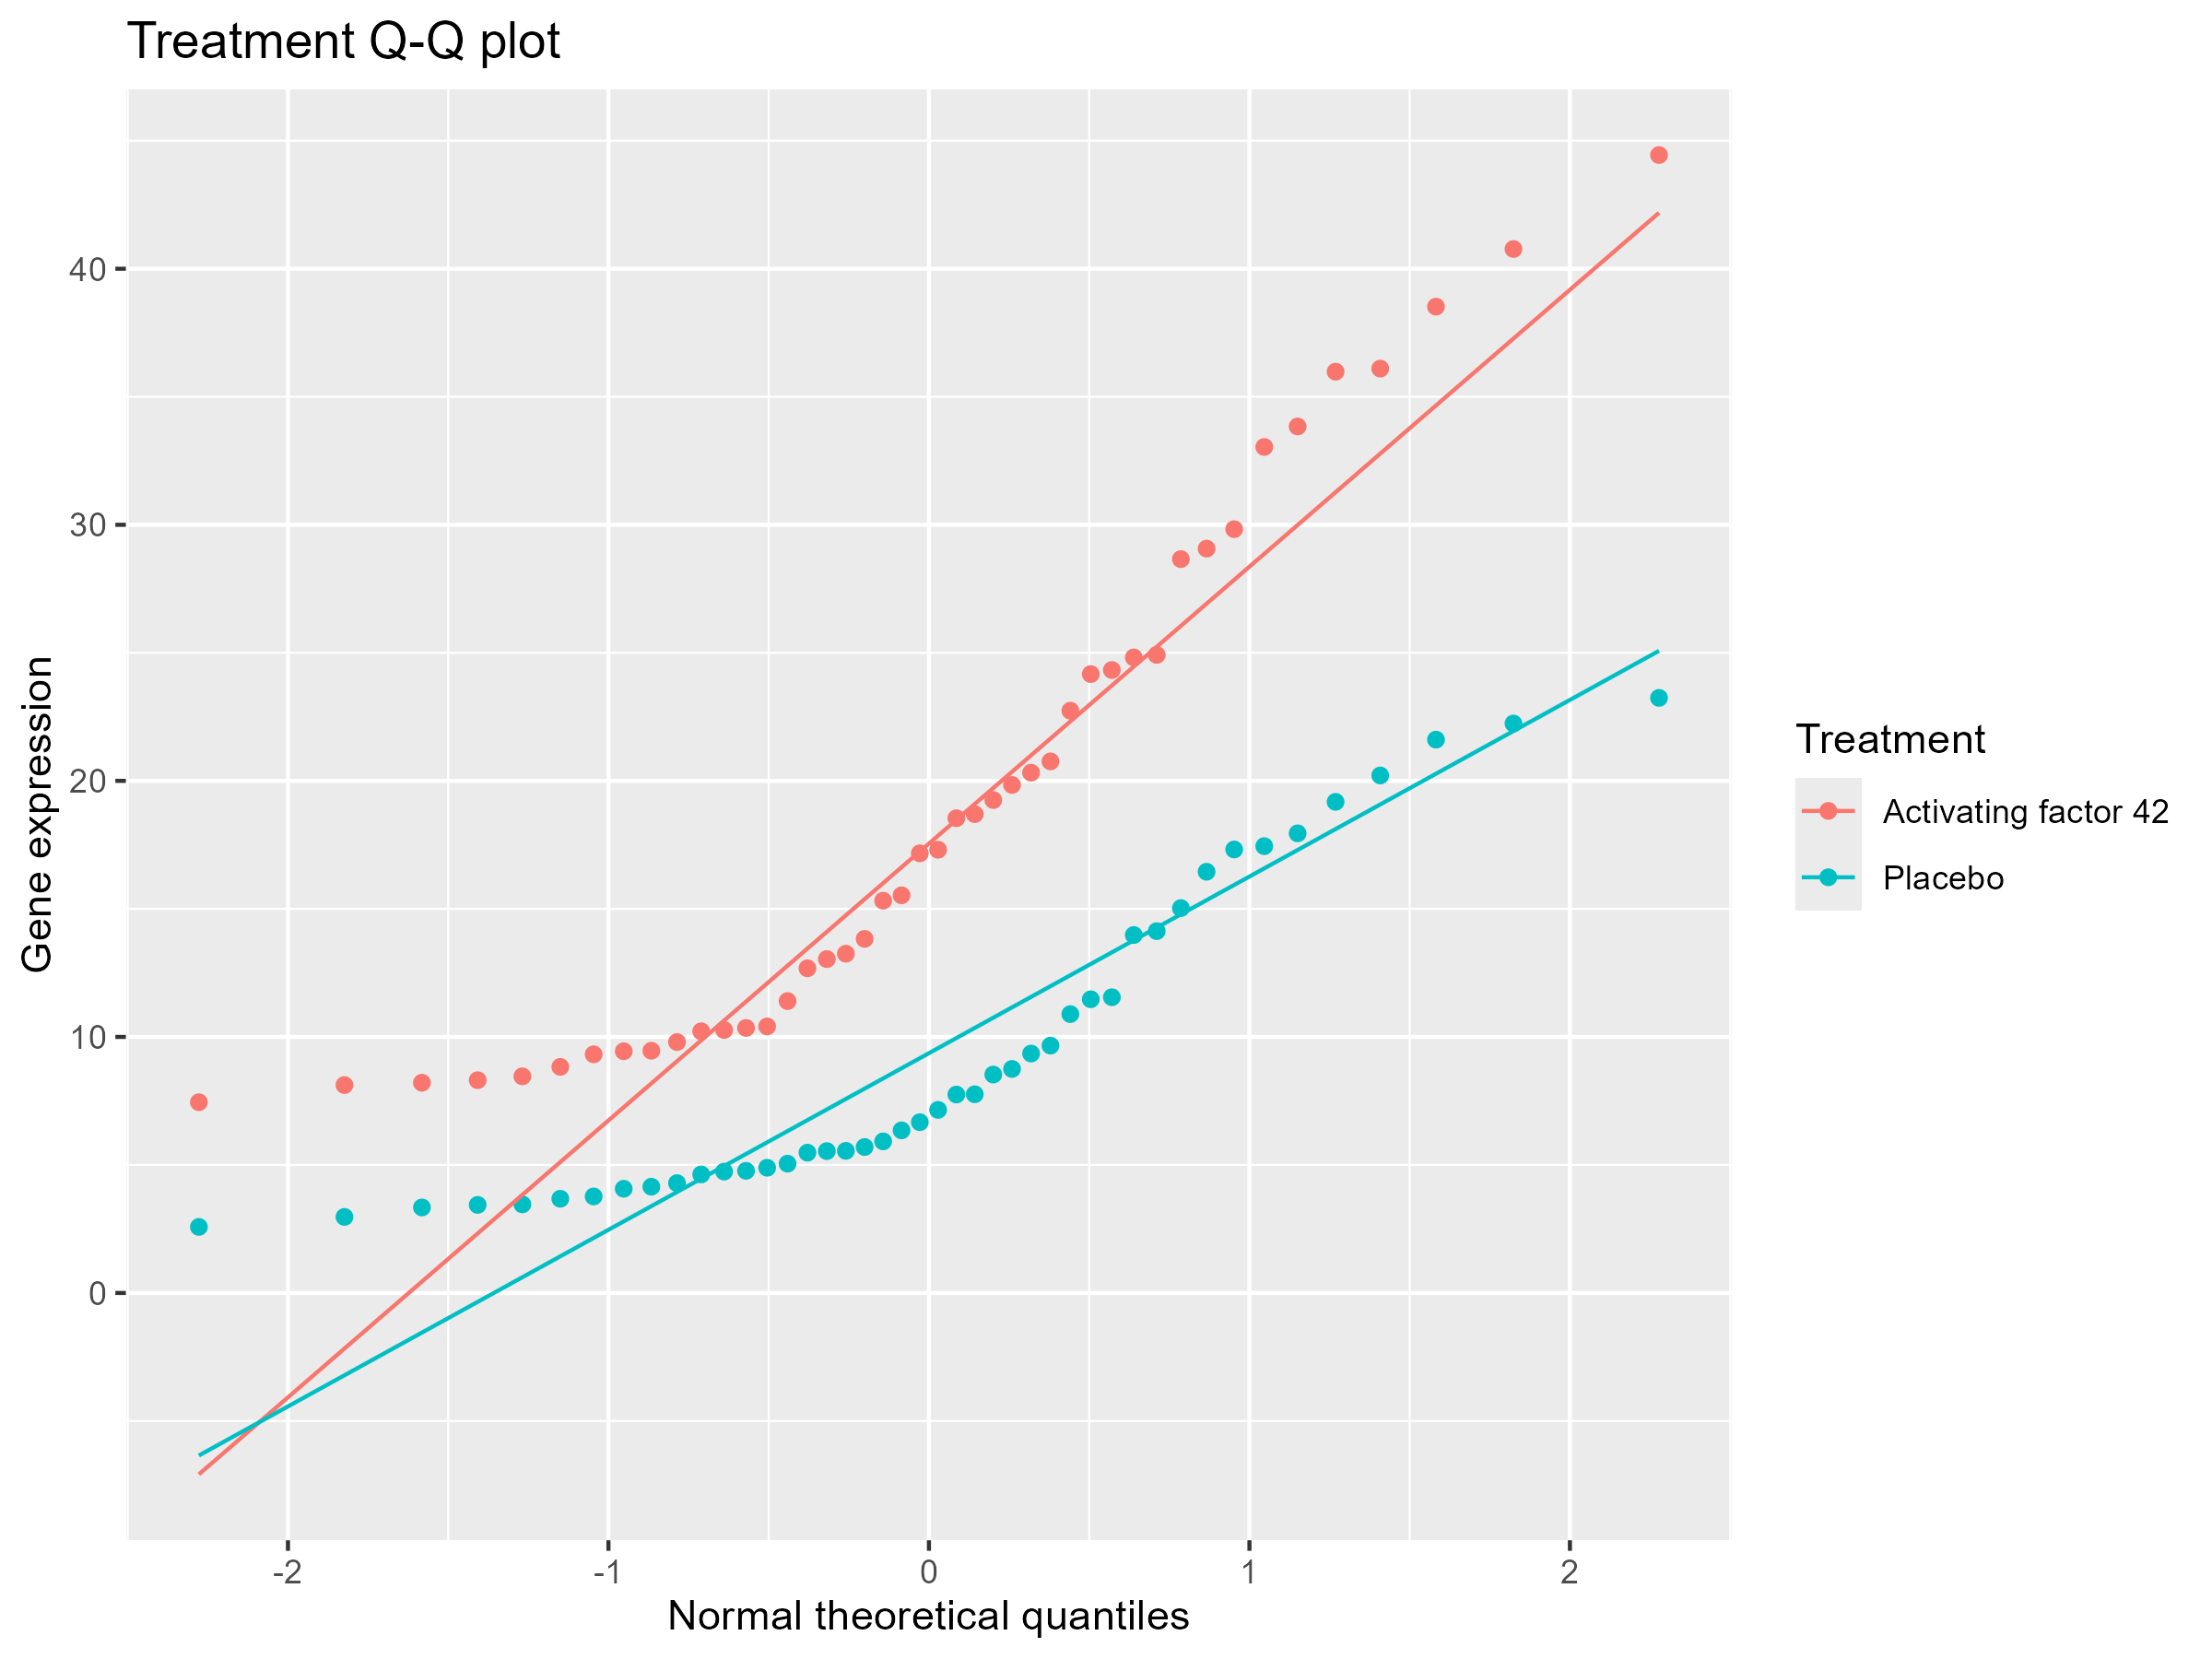 Treatment Q-Q plot
40
30
20
10
0
Gene expression
-2
-1
0
1
2
Normal theoretical quantiles
Treatment
Activating factor 42
Placebo